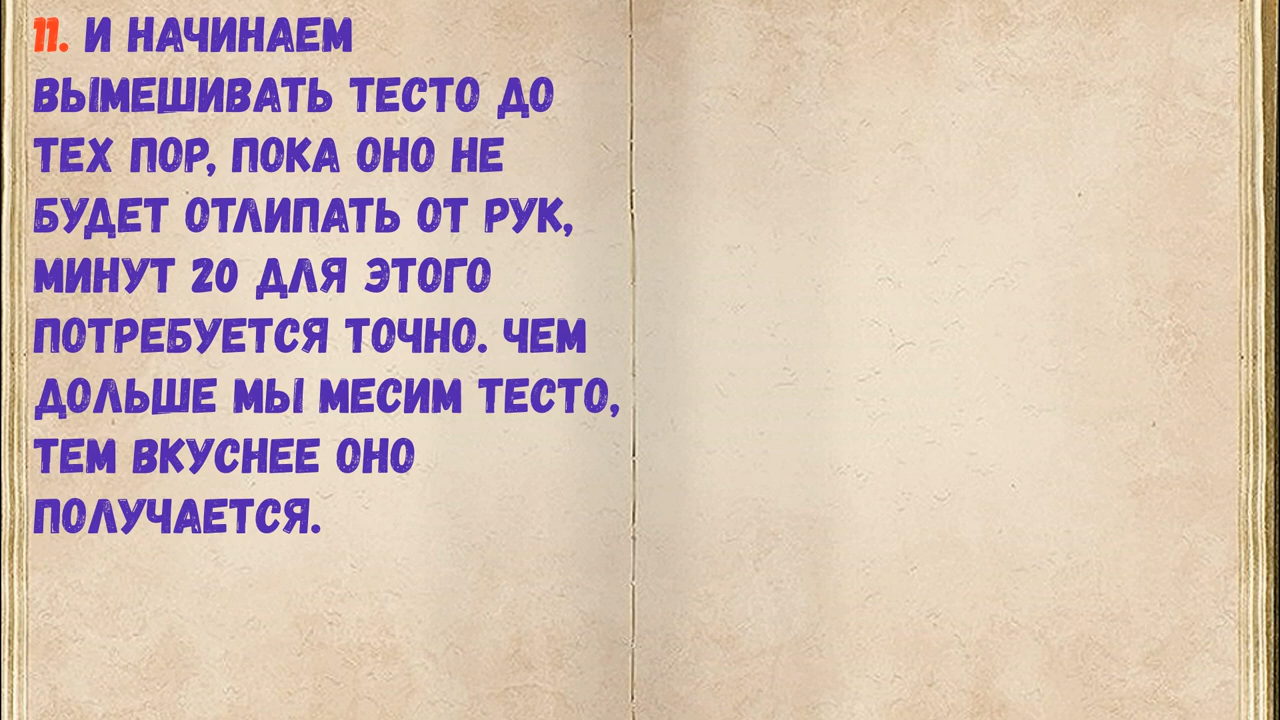 11. И НАЧИНАЕМ
ВЫМЕШИВАТЬ ТЕСТО ДО
ТЕХ ПОР, ПОКА ОНО НЕ
БУДЕТ ОТЛИПАТЬ ОТ РУК,
МИНУТ 20 ДЛЯ ЭТОГО
ПОТРЕБУЕТСЯ ТОЧНО. ЧЕМ
ДОЛЬШЕ МЫ МЕСИМ ТЕСТО,
ТЕМ ВКУСНЕЕ ОНО
ПОЛУЧАЕТСЯ.